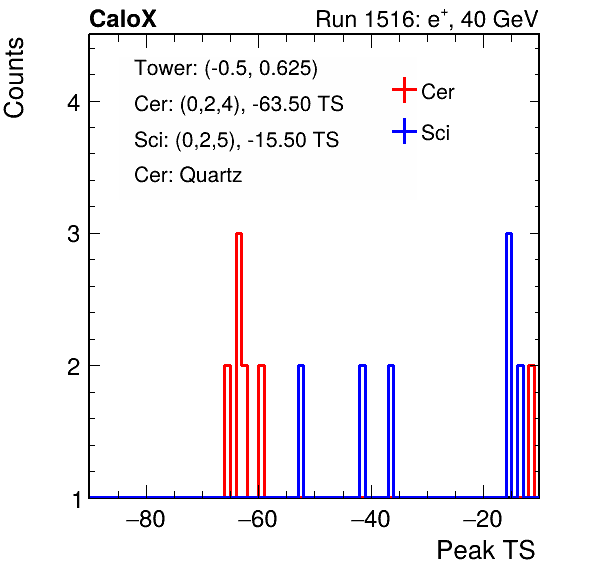 CaloX Run 1516: e⁺, 40 GeV
Counts
Tower: (-0.5, 0.625)
Cer: (0,2,4), -63.50 TS
Sci: (0,2,5), -15.50 TS
Cer: Quartz
Cer
Sci
4
3
2
1
−80 −60 −40 −20
Peak TS